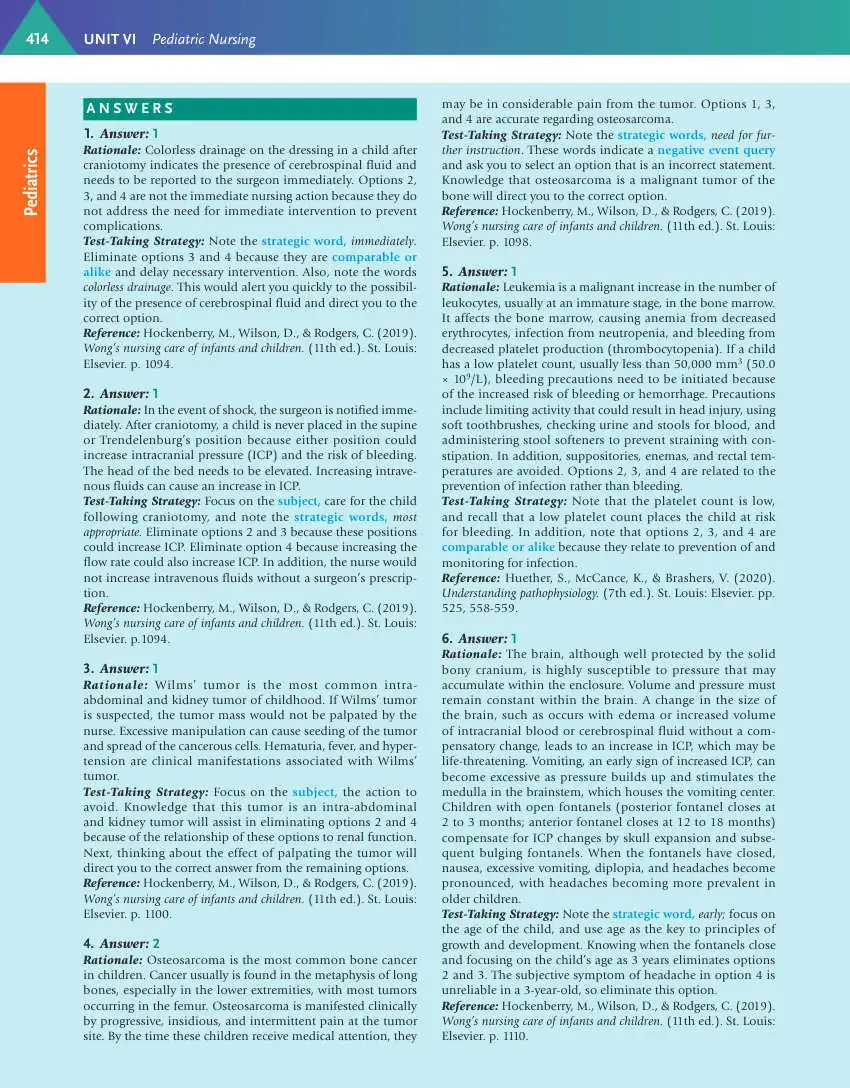 414 UNIT VI Pediatric Nursing
Pediatrics
ANSWERS
1. Answer: 1
Rationale: Colorless drainage on the dressing in a child after
craniotomy indicates the presence of cerebrospinal fluid and
needs to be reported to the surgeon immediately. Options 2,
3, and 4 are not the immediate nursing action because they do
not address the need for immediate intervention to prevent
complications.
Test-Taking Strategy: Note the strategic word, immediately.
Eliminate options 3 and 4 because they are comparable or
alike and delay necessary intervention. Also, note the words
colorless drainage. This would alert you quickly to the possibil-
ity of the presence of cerebrospinal fluid and direct you to the
correct option.
Reference: Hockenberry, M., Wilson, D., & Rodgers, C. (2019).
Wong's nursing care of infants and children. (11th ed.). St. Louis:
Elsevier. p. 1094.
2. Answer: 1
Rationale: In the event of shock, the surgeon is notified imme-
diately. After craniotomy, a child is never placed in the supine
or Trendelenburg's position because either position could
increase intracranial pressure (ICP) and the risk of bleeding.
The head of the bed needs to be elevated. Increasing intrave-
nous fluids can cause an increase in ICP.
Test-Taking Strategy: Focus on the subject, care for the child
following craniotomy, and note the strategic words, most
appropriate. Eliminate options 2 and 3 because these positions
could increase ICP. Eliminate option 4 because increasing the
flow rate could also increase ICP. In addition, the nurse would
not increase intravenous fluids without a surgeon's prescrip-
tion.
Reference: Hockenberry, M., Wilson, D., & Rodgers, C. (2019).
Wong's nursing care of infants and children. (11th ed.). St. Louis:
Elsevier. p.1094.
3. Answer: 1
Rationale: Wilms' tumor is the most common intra-
abdominal and kidney tumor of childhood. If Wilms' tumor
is suspected, the tumor mass would not be palpated by the
nurse. Excessive manipulation can cause seeding of the tumor
and spread of the cancerous cells. Hematuria, fever, and hyper-
tension are clinical manifestations associated with Wilms'
tumor.
Test-Taking Strategy: Focus on the subject, the action to
avoid. Knowledge that this tumor is an intra-abdominal
and kidney tumor will assist in eliminating options 2 and 4
because of the relationship of these options to renal function.
Next, thinking about the effect of palpating the tumor will
direct you to the correct answer from the remaining options.
Reference: Hockenberry, M., Wilson, D., & Rodgers, C. (2019).
Wong's nursing care of infants and children. (11th ed.). St. Louis:
Elsevier. p. 1100.
4. Answer: 2
Rationale: Osteosarcoma is the most common bone cancer
in children. Cancer usually is found in the metaphysis of long
bones, especially in the lower extremities, with most tumors
occurring in the femur. Osteosarcoma is manifested clinically
by progressive, insidious, and intermittent pain at the tumor
site. By the time these children receive medical attention, they
may be in considerable pain from the tumor. Options 1, 3,
and 4 are accurate regarding osteosarcoma.
Test-Taking Strategy: Note the strategic words, need for fur-
ther instruction. These words indicate a negative event query
and ask you to select an option that is an incorrect statement.
Knowledge that osteosarcoma is a malignant tumor of the
bone will direct you to the correct option.
Reference: Hockenberry, M., Wilson, D., & Rodgers, C. (2019).
Wong's nursing care of infants and children. (11th ed.). St. Louis:
Elsevier. p. 1098.
5. Answer: 1
Rationale: Leukemia is a malignant increase in the number of
leukocytes, usually at an immature stage, in the bone marrow.
It affects the bone marrow, causing anemia from decreased
erythrocytes, infection from neutropenia, and bleeding from
decreased platelet production (thrombocytopenia). If a child
has a low platelet count, usually less than 50,000 mm³ (50.0
× 10⁹/L), bleeding precautions need to be initiated because
of the increased risk of bleeding or hemorrhage. Precautions
include limiting activity that could result in head injury, using
soft toothbrushes, checking urine and stools for blood, and
administering stool softeners to prevent straining with con-
stipation. In addition, suppositories, enemas, and rectal tem-
peratures are avoided. Options 2, 3, and 4 are related to the
prevention of infection rather than bleeding.
Test-Taking Strategy: Note that the platelet count is low,
and recall that a low platelet count places the child at risk
for bleeding. In addition, note that options 2, 3, and 4 are
comparable or alike because they relate to prevention of and
monitoring for infection.
Reference: Huether, S., McCance, K., & Brashers, V. (2020).
Understanding pathophysiology. (7th ed.). St. Louis: Elsevier. pp.
525, 558-559.
6. Answer: 1
Rationale: The brain, although well protected by the solid
bony cranium, is highly susceptible to pressure that may
accumulate within the enclosure. Volume and pressure must
remain constant within the brain. A change in the size of
the brain, such as occurs with edema or increased volume
of intracranial blood or cerebrospinal fluid without a com-
pensatory change, leads to an increase in ICP, which may be
life-threatening. Vomiting, an early sign of increased ICP, can
become excessive as pressure builds up and stimulates the
medulla in the brainstem, which houses the vomiting center.
Children with open fontanels (posterior fontanel closes at
2 to 3 months; anterior fontanel closes at 12 to 18 months)
compensate for ICP changes by skull expansion and subse-
quent bulging fontanels. When the fontanels have closed,
nausea, excessive vomiting, diplopia, and headaches become
pronounced, with headaches becoming more prevalent in
older children.
Test-Taking Strategy: Note the strategic word, early; focus on
the age of the child, and use age as the key to principles of
growth and development. Knowing when the fontanels close
and focusing on the child's age as 3 years eliminates options
2 and 3. The subjective symptom of headache in option 4 is
unreliable in a 3-year-old, so eliminate this option.
Reference: Hockenberry, M., Wilson, D., & Rodgers, C. (2019).
Wong's nursing care of infants and children. (11th ed.). St. Louis:
Elsevier. p. 1110.